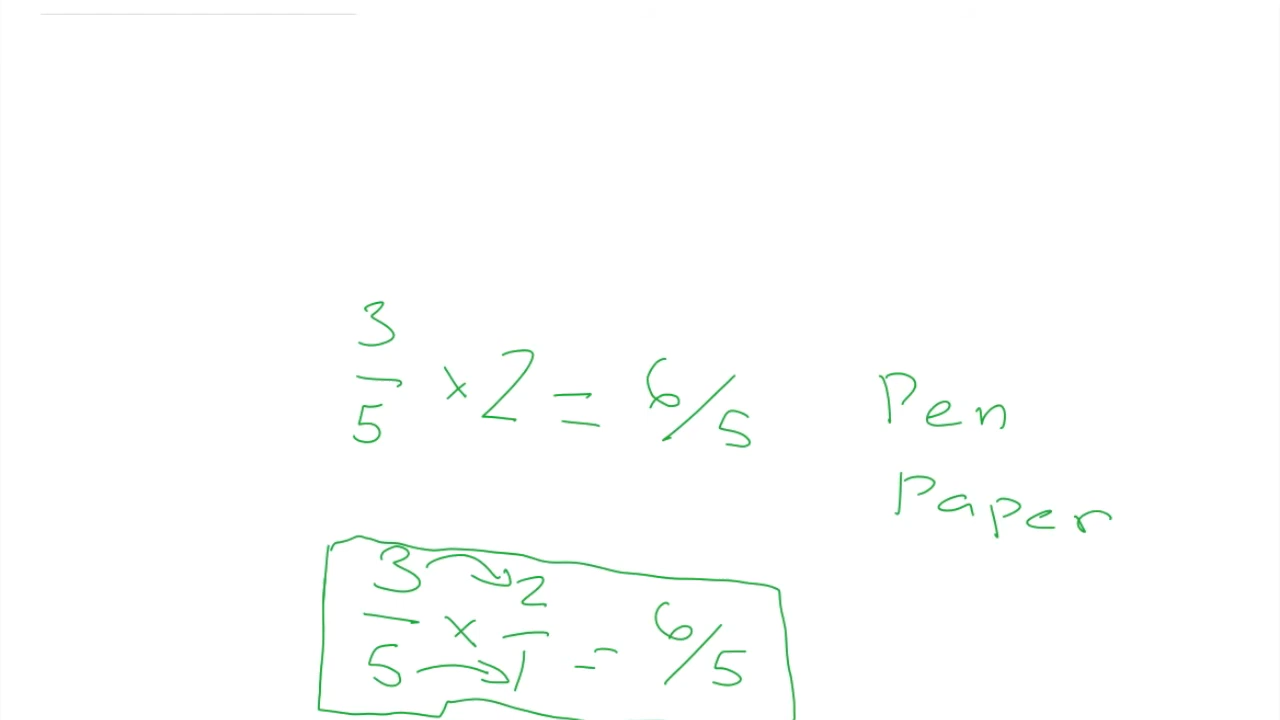 3/5 × 2 = 6/5
Pen
Paper
3/5 × 2/1 = 6/5